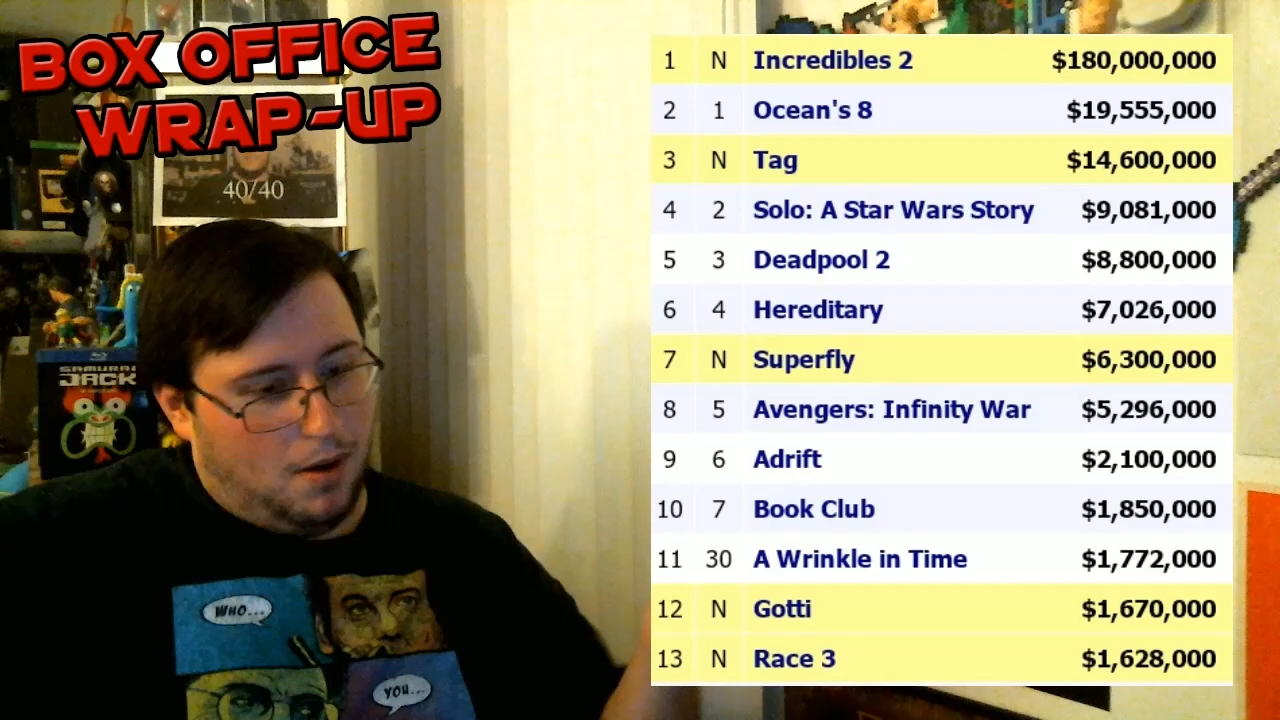 BOX OFFICE
WRAP-UP
40/40
SAMURAI
JACK
WHO...
YOU...
1 N Incredibles 2 $180,000,000
2 1 Ocean's 8 $19,555,000
3 N Tag $14,600,000
4 2 Solo: A Star Wars Story $9,081,000
5 3 Deadpool 2 $8,800,000
6 4 Hereditary $7,026,000
7 N Superfly $6,300,000
8 5 Avengers: Infinity War $5,296,000
9 6 Adrift $2,100,000
10 7 Book Club $1,850,000
11 30 A Wrinkle in Time $1,772,000
12 N Gotti $1,670,000
13 N Race 3 $1,628,000